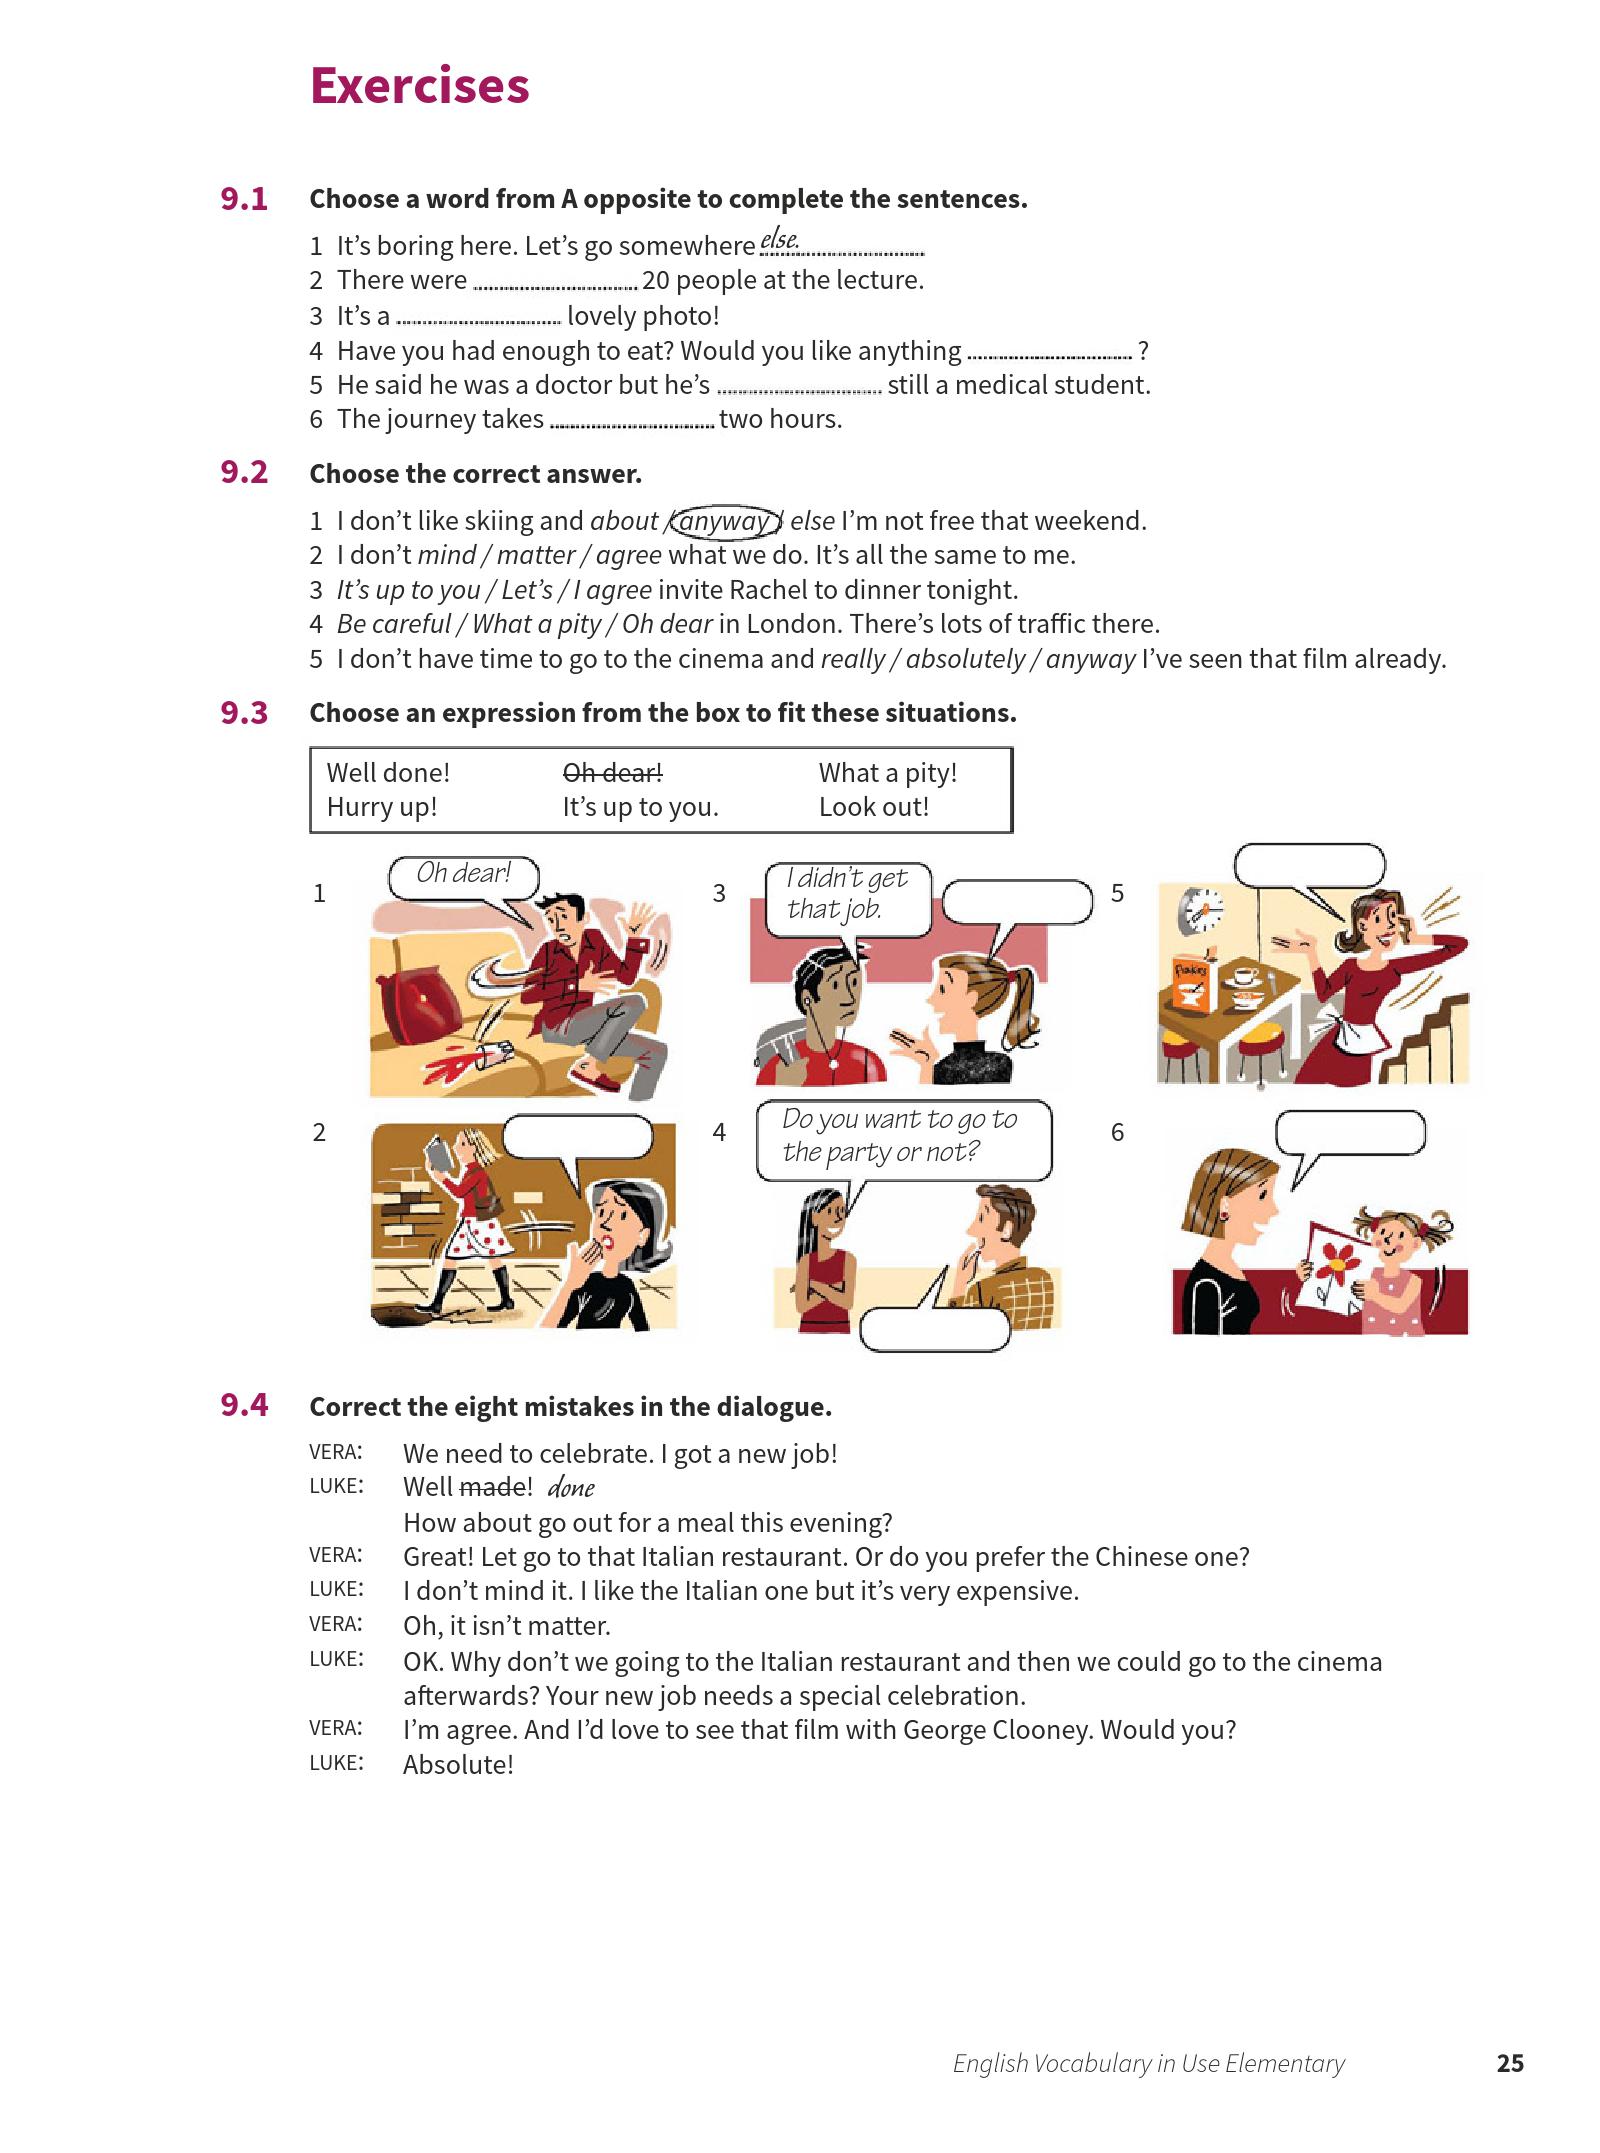 Exercises
9.1 Choose a word from A opposite to complete the sentences.
1 It's boring here. Let's go somewhere else.
2 There were ............................ 20 people at the lecture.
3 It's a ............................ lovely photo!
4 Have you had enough to eat? Would you like anything ............................ ?
5 He said he was a doctor but he's ............................ still a medical student.
6 The journey takes ............................ two hours.
9.2 Choose the correct answer.
1 I don't like skiing and about / anyway / else I'm not free that weekend.
2 I don't mind / matter / agree what we do. It's all the same to me.
3 It's up to you / Let's / I agree invite Rachel to dinner tonight.
4 Be careful / What a pity / Oh dear in London. There's lots of traffic there.
5 I don't have time to go to the cinema and really / absolutely / anyway I've seen that film already.
9.3 Choose an expression from the box to fit these situations.
Well done! Oh dear! What a pity!
Hurry up! It's up to you. Look out!
1 Oh dear!
3 I didn't get
that job.
5
Flakes
2
4 Do you want to go to
the party or not?
6
9.4 Correct the eight mistakes in the dialogue.
VERA: We need to celebrate. I got a new job!
LUKE: Well made! done
How about go out for a meal this evening?
VERA: Great! Let go to that Italian restaurant. Or do you prefer the Chinese one?
LUKE: I don't mind it. I like the Italian one but it's very expensive.
VERA: Oh, it isn't matter.
LUKE: OK. Why don't we going to the Italian restaurant and then we could go to the cinema
afterwards? Your new job needs a special celebration.
VERA: I'm agree. And I'd love to see that film with George Clooney. Would you?
LUKE: Absolute!
English Vocabulary in Use Elementary 25